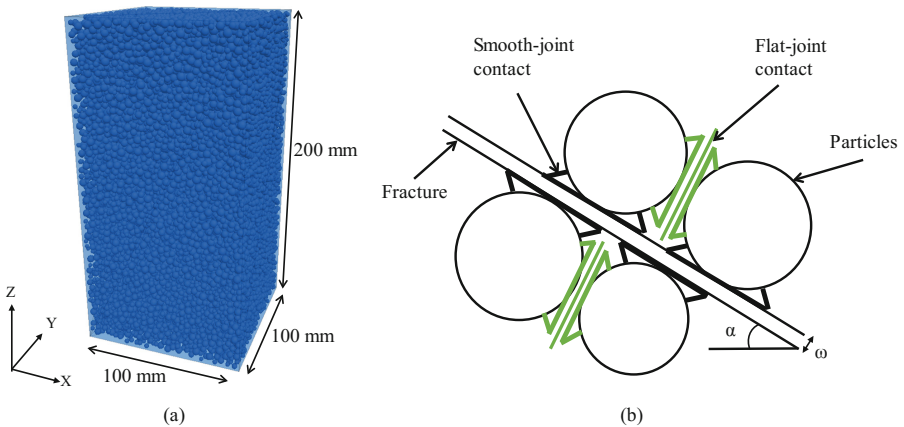 200 mm
Z
Y
X
100 mm
100 mm
(a)
Smooth-joint
contact
Flat-joint
contact
Particles
Fracture
α
ω
(b)